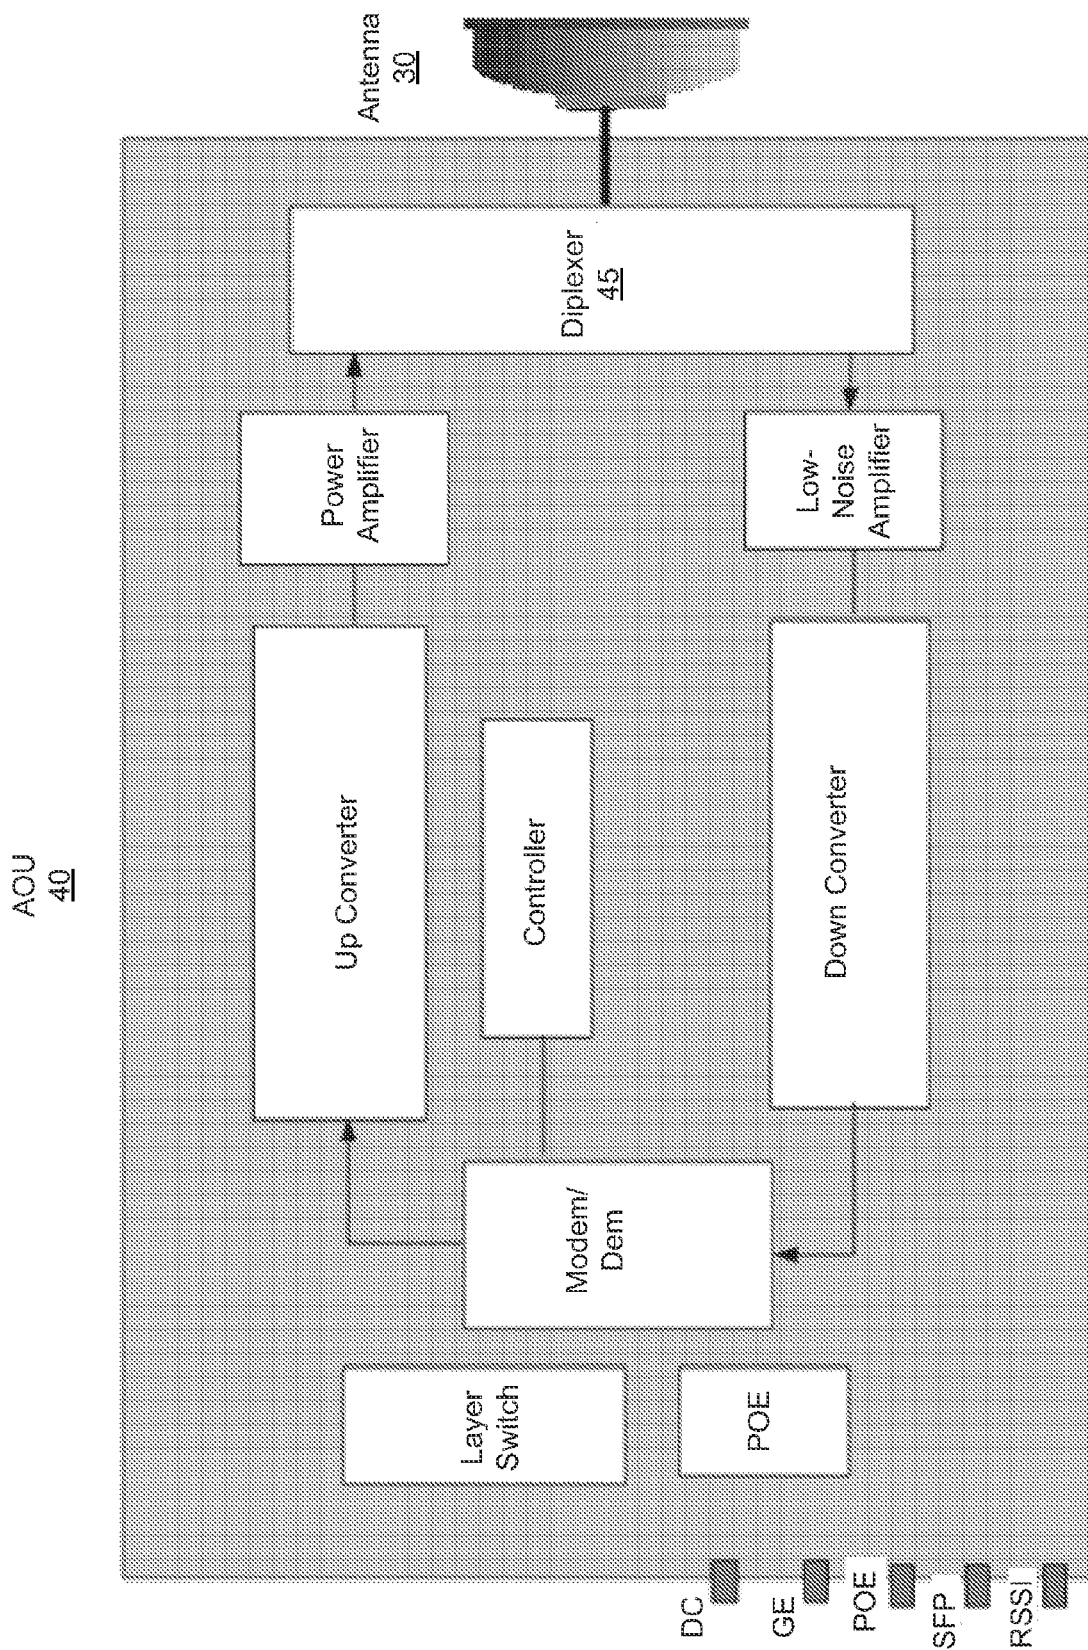 AOU
40
Antenna
30
Up Converter
Power
Amplifier
Diplexer
45
Controller
Modem/
Dem
Down Converter
Low-
Noise
Amplifier
Layer
Switch
POE
DC
GE
POE
SFP
RSSI